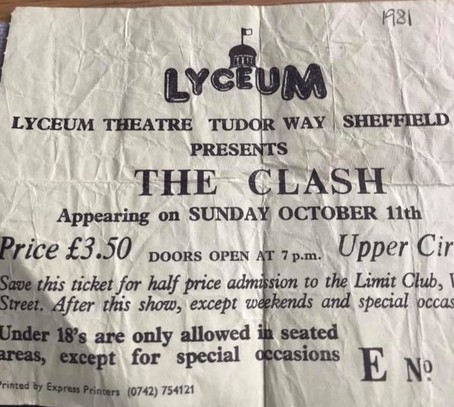 1981
LYCEUM
LYCEUM THEATRE TUDOR WAY SHEFFIELD
PRESENTS
THE CLASH
Appearing on SUNDAY OCTOBER 11th
Price £3.50 DOORS OPEN AT 7 p.m. Upper Cir
Save this ticket for half price admission to the Limit Club,
Street. After this show, except weekends and special occas
Under 18's are only allowed in seated
areas, except for special occasions E Nº
Printed by Express Printers (0742) 754121